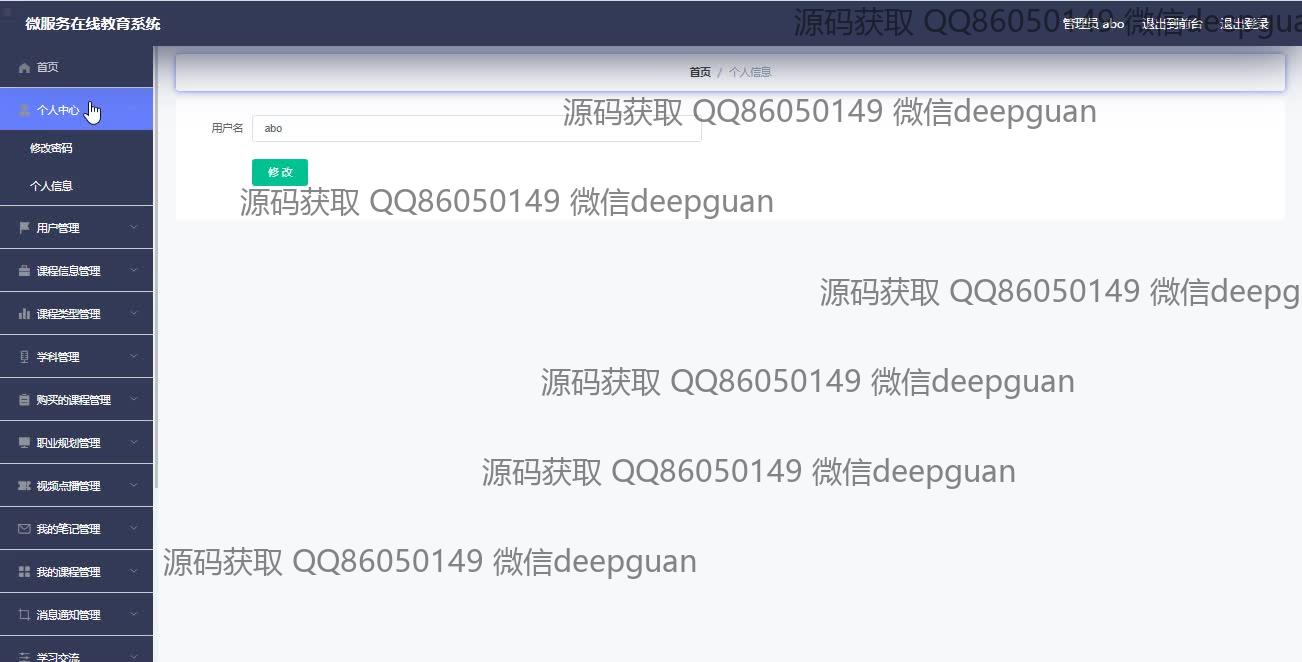 微服务在线教育系统
源码获取 QQ86050149 微信deepgua
管理员 abo 退出到前台 退出登录
首页
个人中心
修改密码
个人信息
用户管理
课程信息管理
课程类型管理
学科管理
购买的课程管理
职业规划管理
视频点播管理
我的笔记管理
我的课程管理
消息通知管理
学习交流
首页 / 个人信息
源码获取 QQ86050149 微信deepguan
用户名 abo
修改
源码获取 QQ86050149 微信deepguan
源码获取 QQ86050149 微信deepg
源码获取 QQ86050149 微信deepguan
源码获取 QQ86050149 微信deepguan
源码获取 QQ86050149 微信deepguan